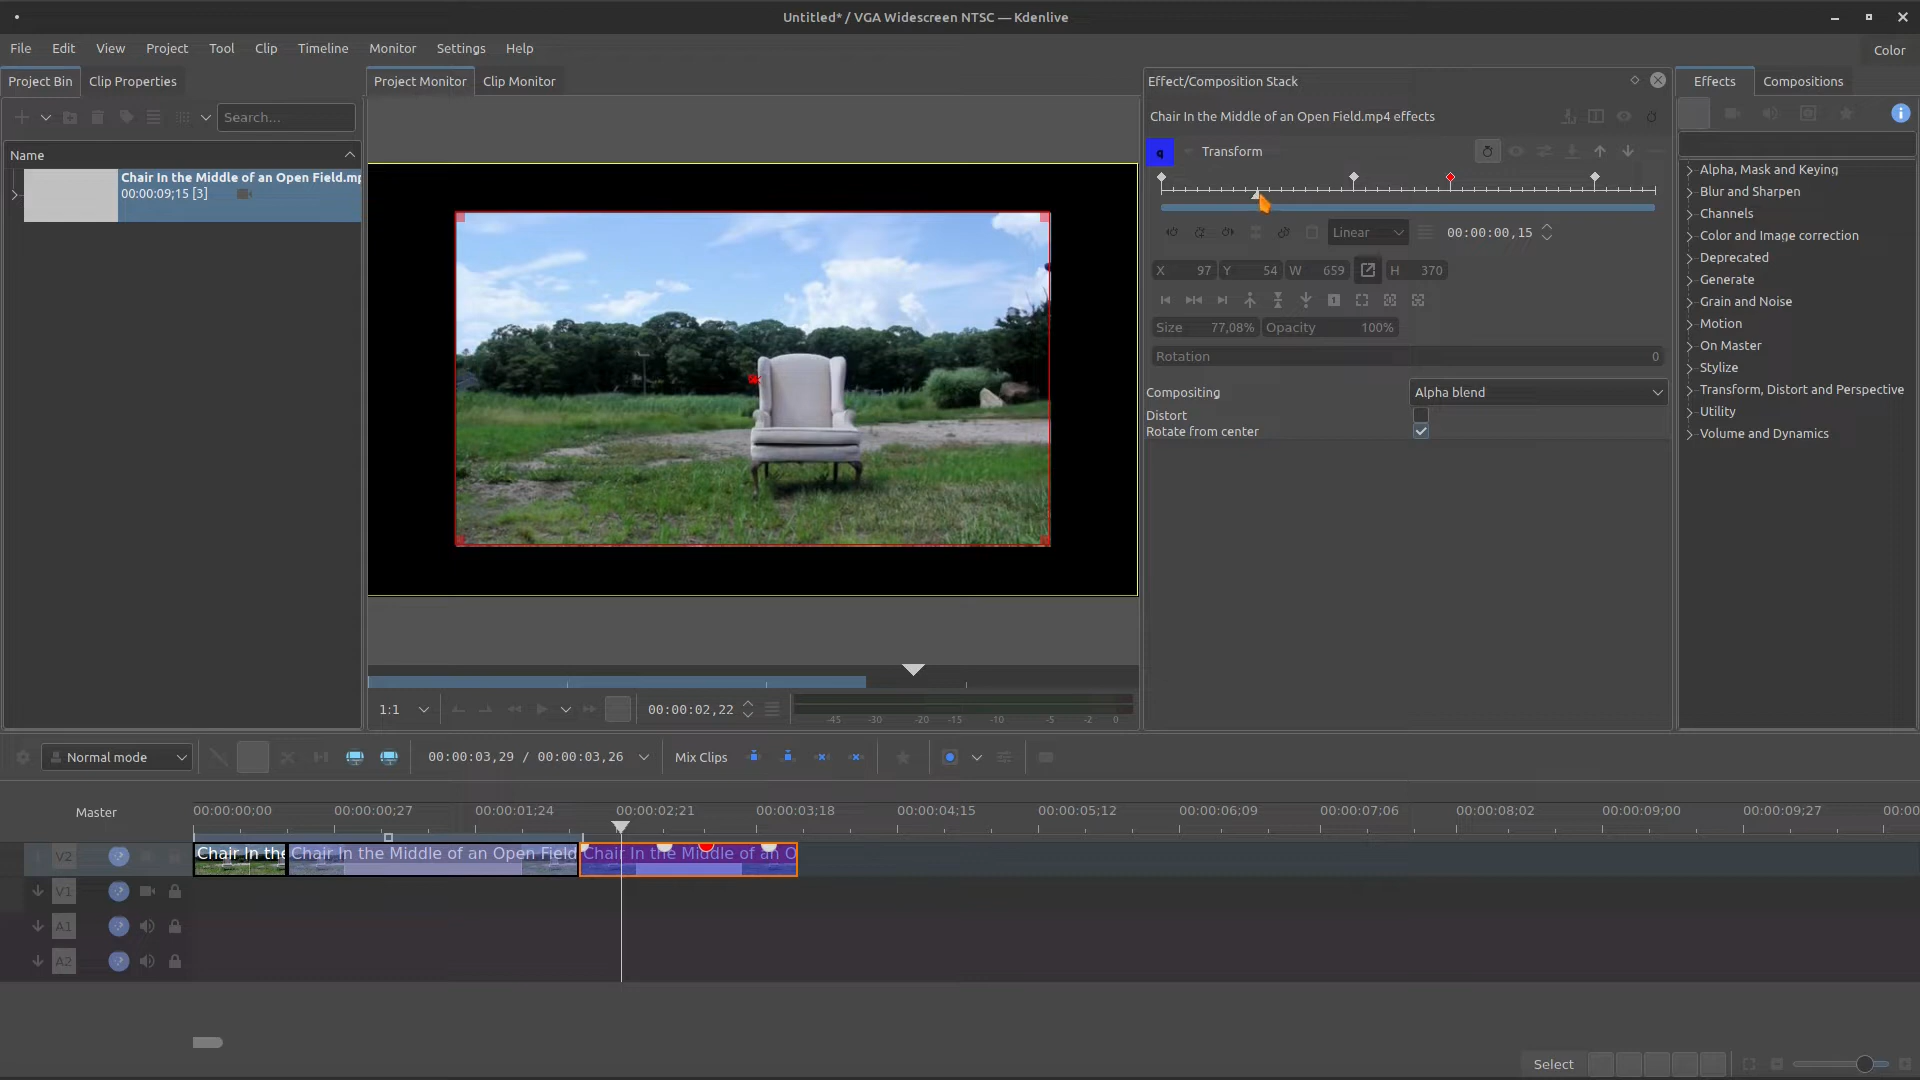 Untitled* / VGA Widescreen NTSC — Kdenlive
File Edit View Project Tool Clip Timeline Monitor Settings Help
Color
Project Bin Clip Properties
Project Monitor Clip Monitor
Effect/Composition Stack
Effects Compositions
Search...
Name
Chair In the Middle of an Open Field.mp
00:00:09;15 [3]
Chair In the Middle of an Open Field.mp4 effects
q Transform
Linear 00:00:00,15
X 97 Y 54 W 659 H 370
Size 77,08% Opacity 100%
Rotation 0
Compositing Alpha blend
Distort
Rotate from center
Alpha, Mask and Keying
Blur and Sharpen
Channels
Color and Image correction
Deprecated
Generate
Grain and Noise
Motion
On Master
Stylize
Transform, Distort and Perspective
Utility
Volume and Dynamics
1:1 00:00:02,22
-45 -30 -20 -15 -10 -5 -2 0
Normal mode 00:00:03,29 / 00:00:03,26 Mix Clips
Master
00:00:00;00 00:00:00;27 00:00:01;24 00:00:02;21 00:00:03;18 00:00:04;15 00:00:05;12 00:00:06;09 00:00:07;06 00:00:08;02 00:00:09;00 00:00:09;27 00:00
V2 Chair In the Chair In the Middle of an Open Field Chair In the Middle of an O
V1
A1
A2
Select